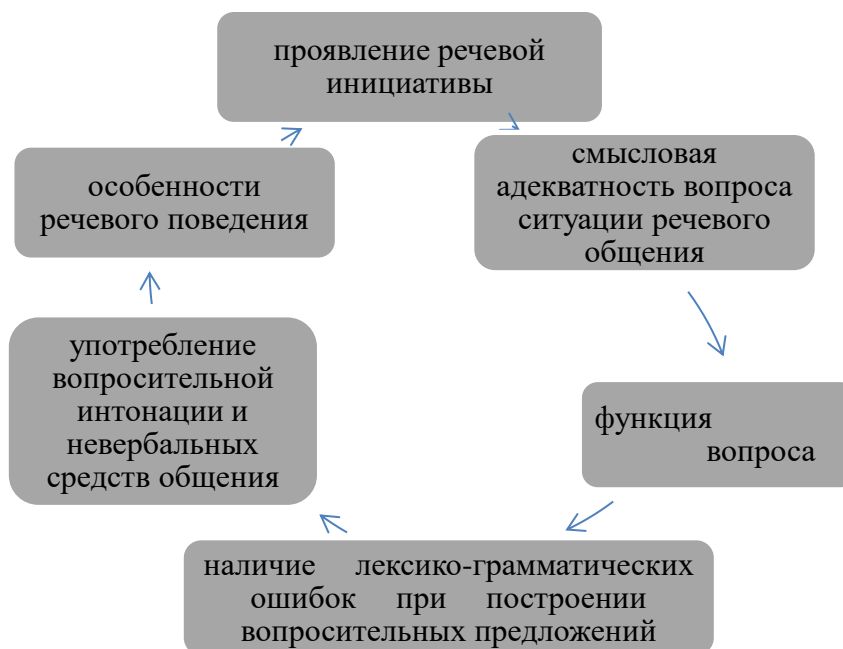 проявление речевой
инициативы
смысловая
адекватность вопроса
ситуации речевого
общения
функция
вопроса
наличие лексико-грамматических
ошибок при построении
вопросительных предложений
употребление
вопросительной
интонации и
невербальных
средств общения
особенности
речевого поведения